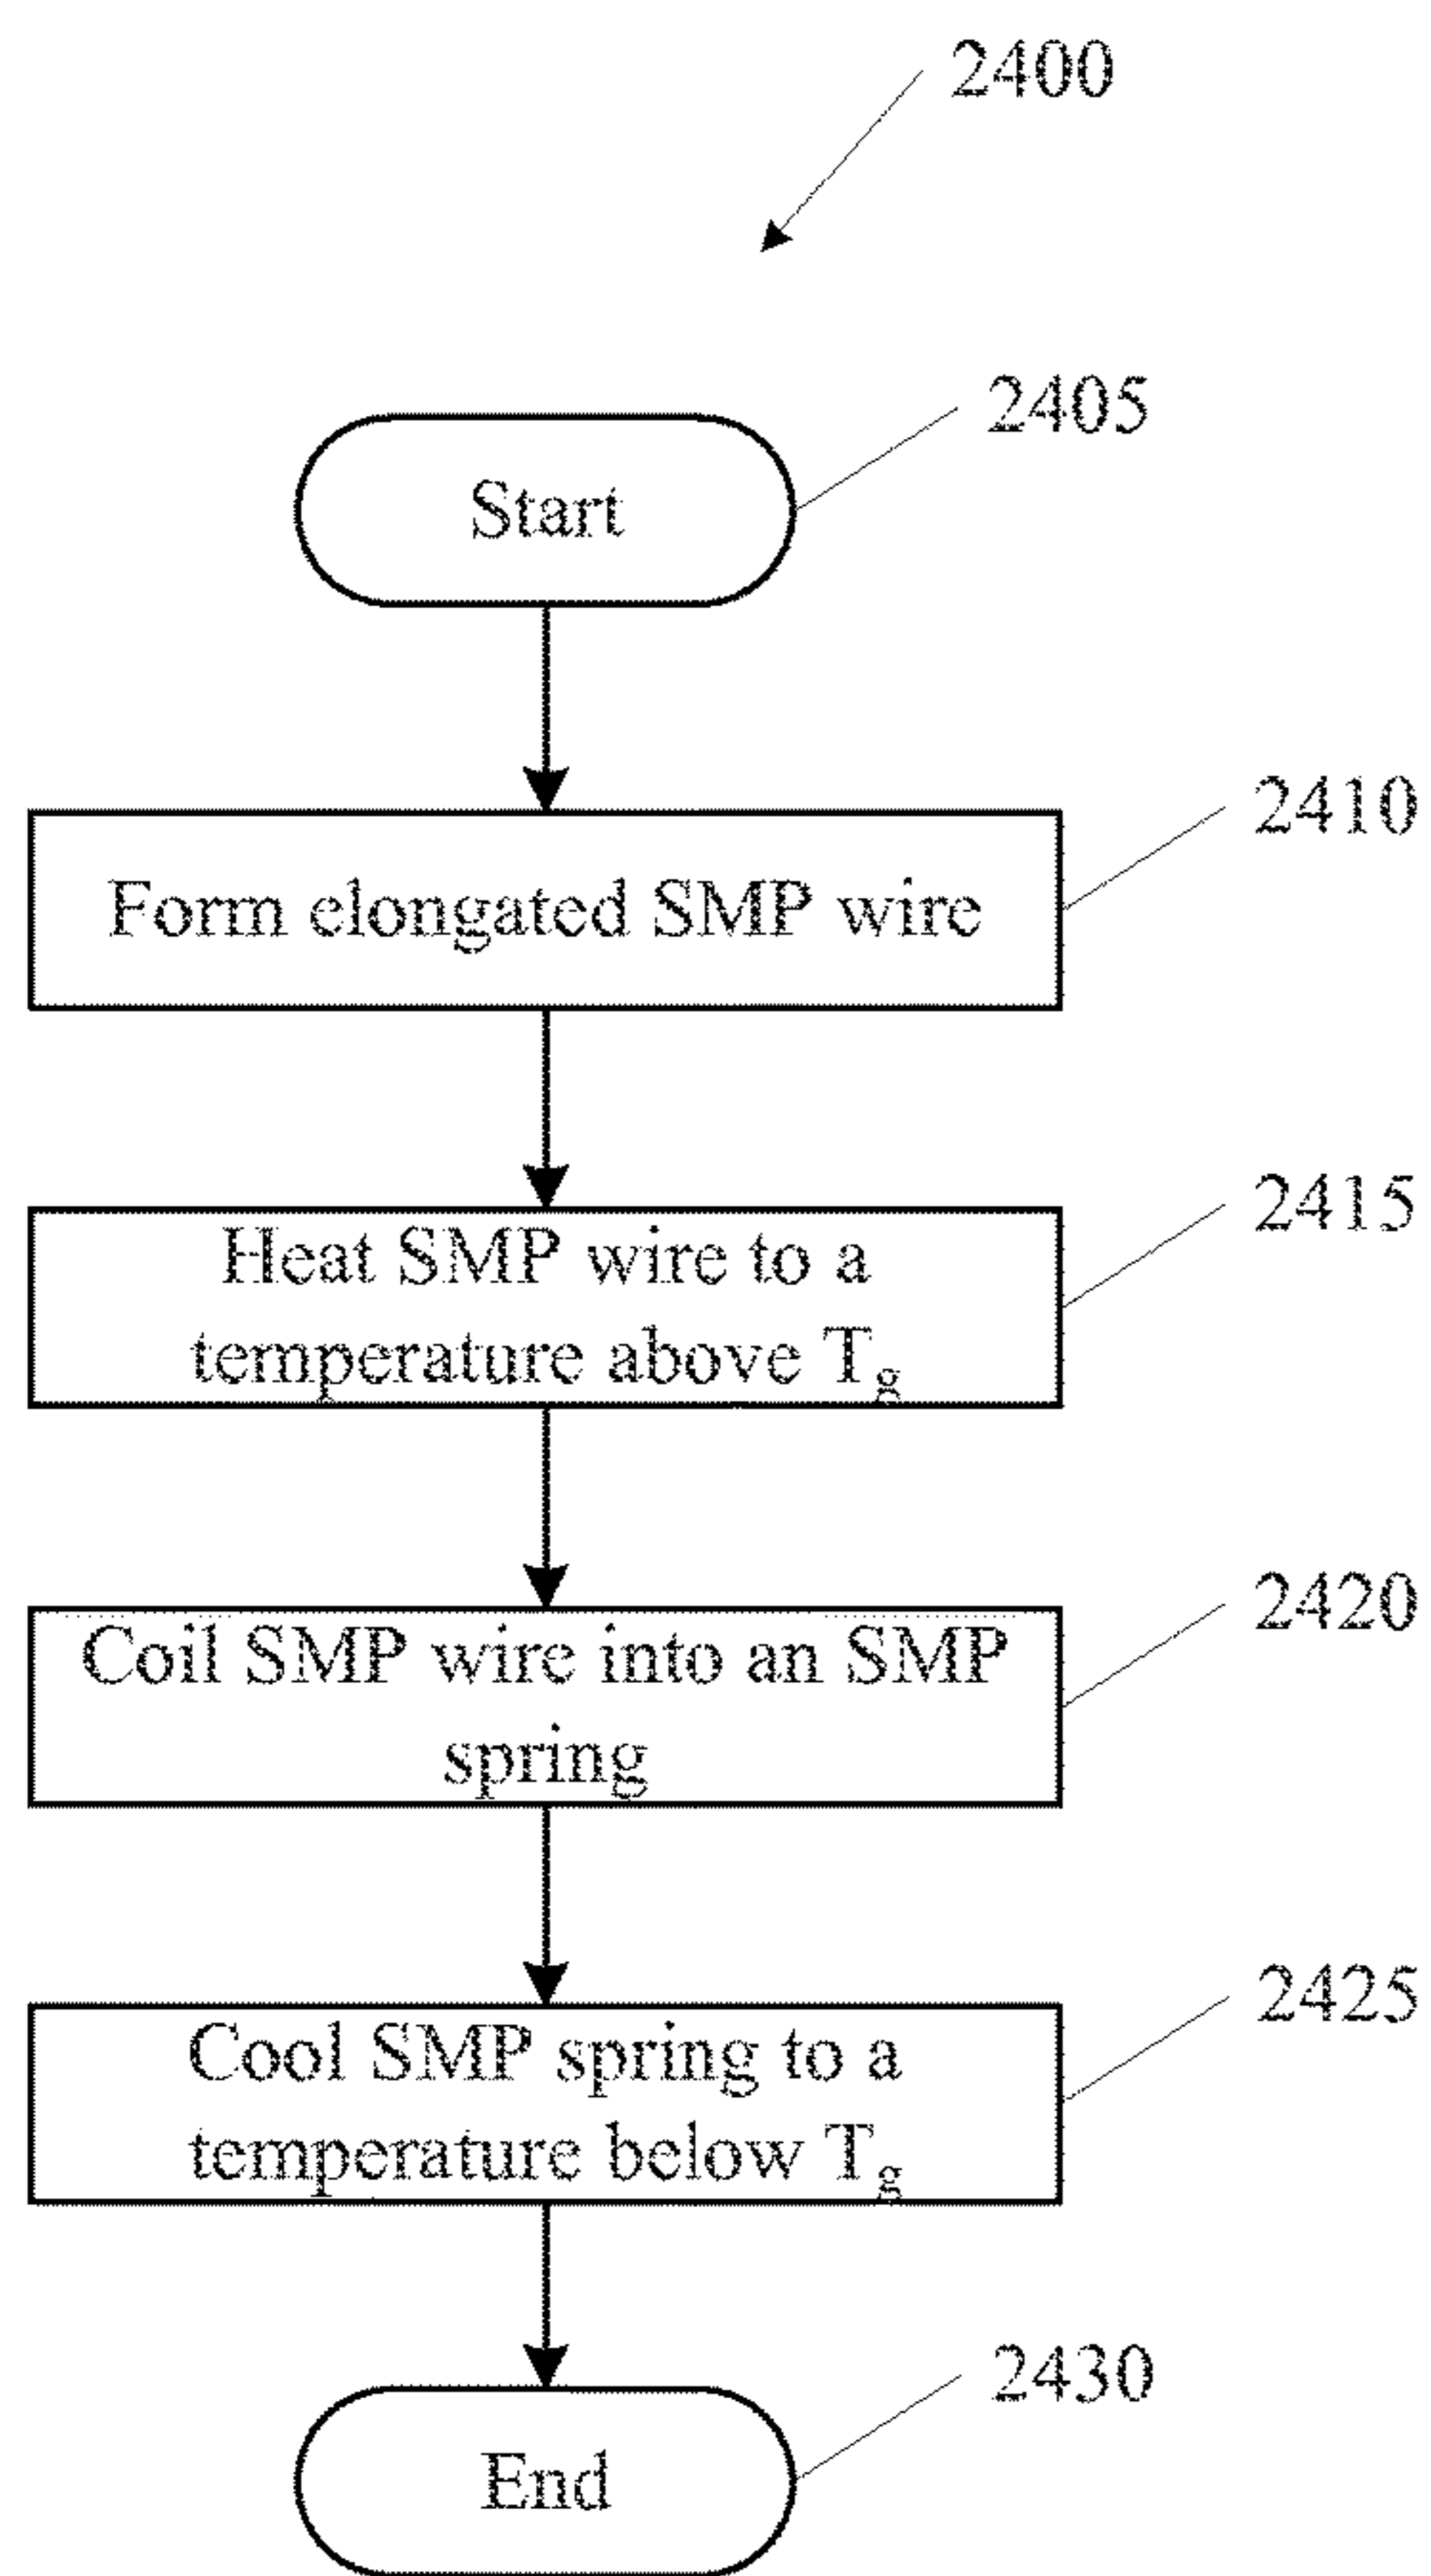 2400
2405
Start
2410
Form elongated SMP wire
2415
Heat SMP wire to a
temperature above Tg
2420
Coil SMP wire into an SMP
spring
2425
Cool SMP spring to a
temperature below Tg
2430
End